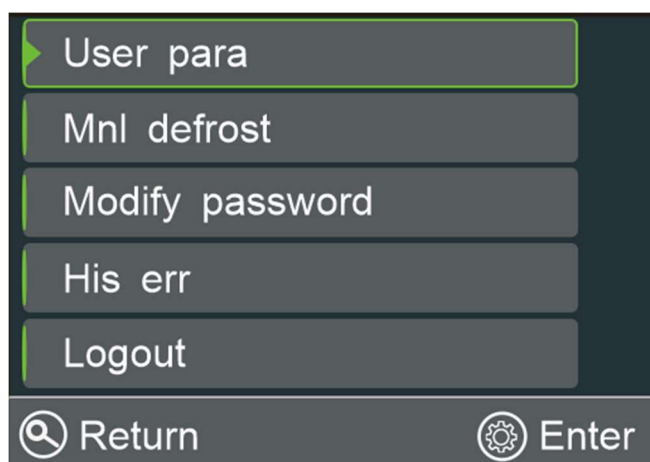 User para
Mnl defrost
Modify password
His err
Logout
Return Enter